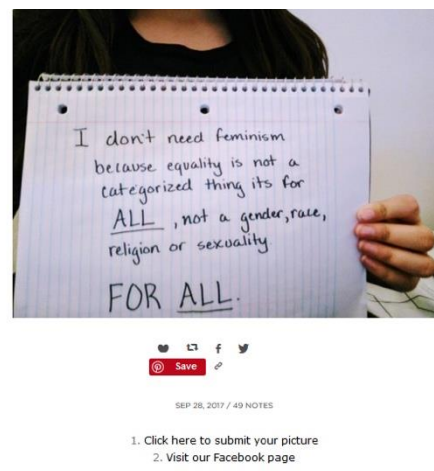 I don't need feminism
because equality is not a
categorized thing its for
ALL, not a gender, race,
religion or sexuality.
FOR ALL.
Save
SEP 28, 2017 / 49 NOTES
1. Click here to submit your picture
2. Visit our Facebook page